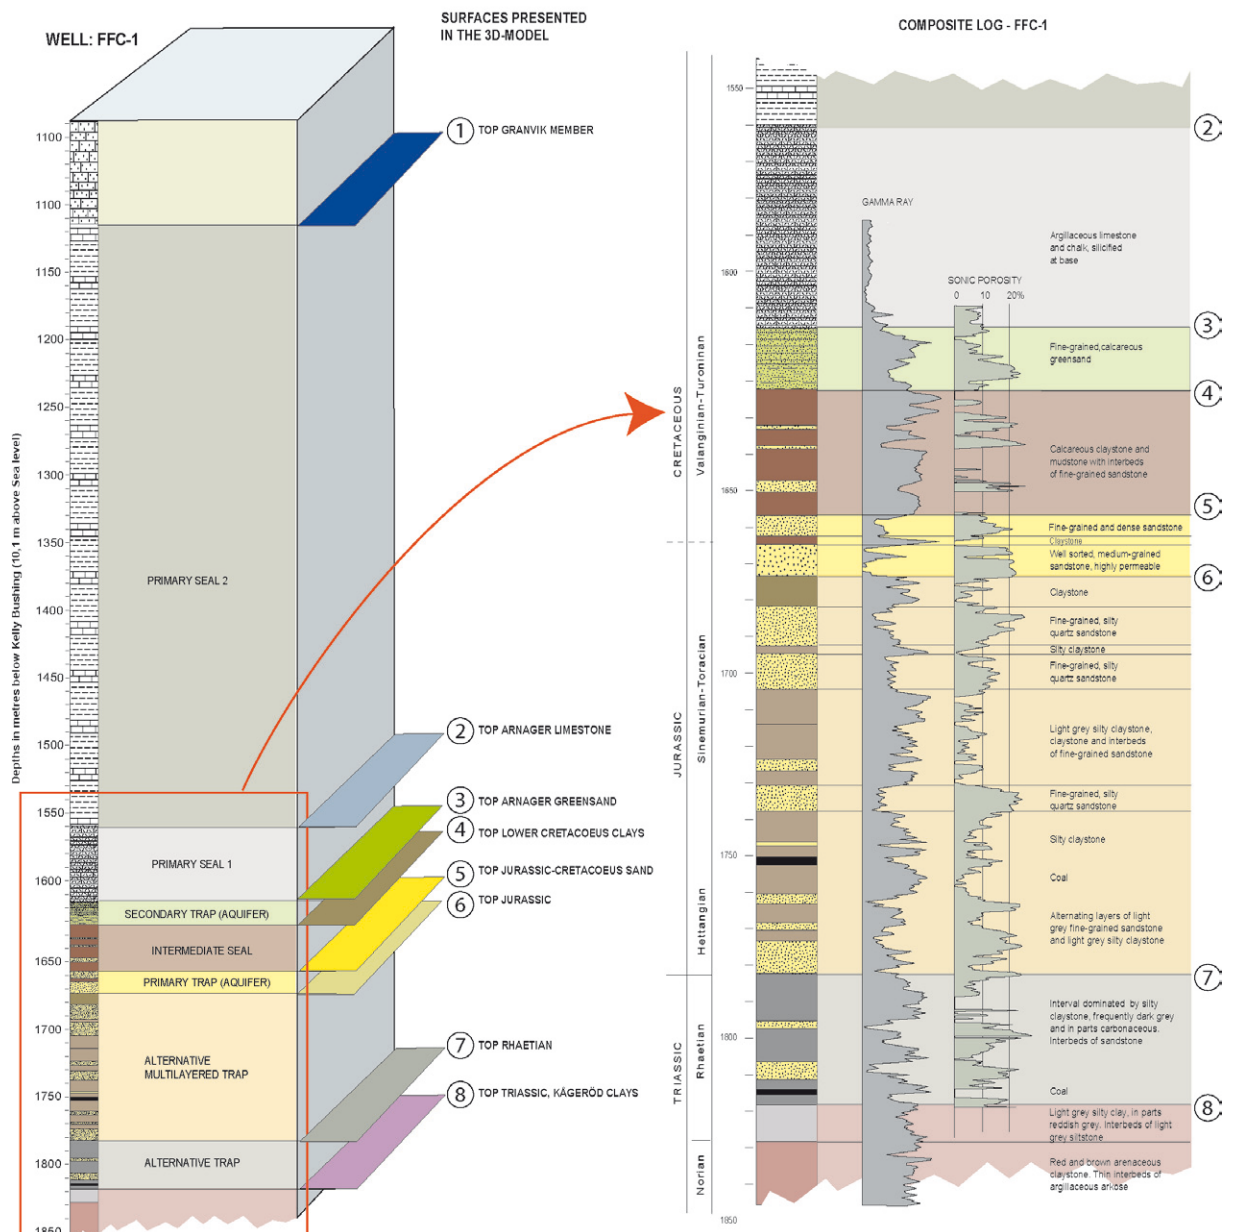 WELL: FFC-1
SURFACES PRESENTED
IN THE 3D-MODEL
Depths in metres below Kelly Bushing (10,1 m above Sea level)
1100
1100
1150
1200
1250
1300
1350
1400
1450
1500
1550
1600
1650
1700
1750
1800
1850
PRIMARY SEAL 2
PRIMARY SEAL 1
SECONDARY TRAP (AQUIFER)
INTERMEDIATE SEAL
PRIMARY TRAP (AQUIFER)
ALTERNATIVE
MULTILAYERED TRAP
ALTERNATIVE TRAP
1 TOP GRANVIK MEMBER
2 TOP ARNAGER LIMESTONE
3 TOP ARNAGER GREENSAND
4 TOP LOWER CRETACOEUS CLAYS
5 TOP JURASSIC-CRETACOEUS SAND
6 TOP JURASSIC
7 TOP RHAETIAN
8 TOP TRIASSIC, KÄGERÖD CLAYS
COMPOSITE LOG - FFC-1
CRETACEOUS
JURASSIC
TRIASSIC
Valanginian-Turoninan
Sinemurian-Toracian
Hettangian
Rhaetian
Norian
1550
1600
1650
1700
1750
1800
1850
GAMMA RAY
SONIC POROSITY
0 10 20%
Argillaceous limestone
and chalk, silicified
at base
Fine-grained,calcareous
greensand
Calcareous claystone and
mudstone with interbeds
of fine-grained sandstone
Fine-grained and dense sandstone
Claystone
Well sorted, medium-grained
sandstone, highly permeable
Claystone
Fine-grained, silty
quartz sandstone
Silty claystone
Fine-grained, silty
quartz sandstone
Light grey silty claystone,
claystone and interbeds
of fine-grained sandstone
Fine-grained, silty
quartz sandstone
Silty claystone
Coal
Alternating layers of light
grey fine-grained sandstone
and light grey silty claystone
Interval dominated by silty
claystone, frequently dark grey
and in parts carbonaceous.
Interbeds of sandstone
Coal
Light grey silty clay, in parts
reddish grey. Interbeds of light
grey siltstone
Red and brown arenaceous
claystone. Thin interbeds of
argillaceous arkose
2
3
4
5
6
7
8